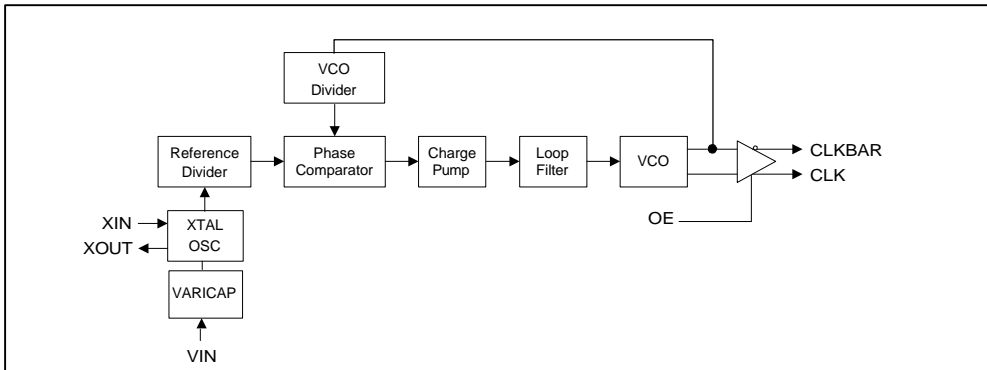 VCO
Divider
Reference
Divider
Phase
Comparator
Charge
Pump
Loop
Filter
VCO
CLKBAR
CLK
OE
XIN
XOUT
XTAL
OSC
VARICAP
VIN